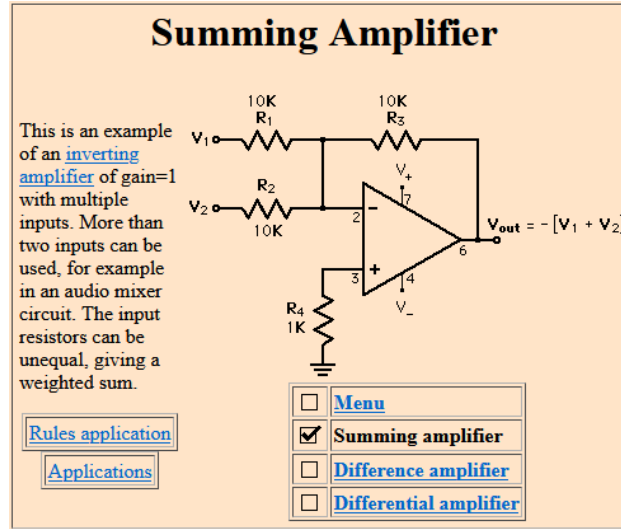 Summing Amplifier
This is an example
of an inverting
amplifier of gain=1
with multiple
inputs. More than
two inputs can be
used, for example
in an audio mixer
circuit. The input
resistors can be
unequal, giving a
weighted sum.
Rules application
Applications
10K
R1
10K
R3
V1
R2
V2
10K
V+
7
2
−
+
3
6
4
V−
Vout = -[V1 + V2]
R4
1K
Menu
Summing amplifier
Difference amplifier
Differential amplifier